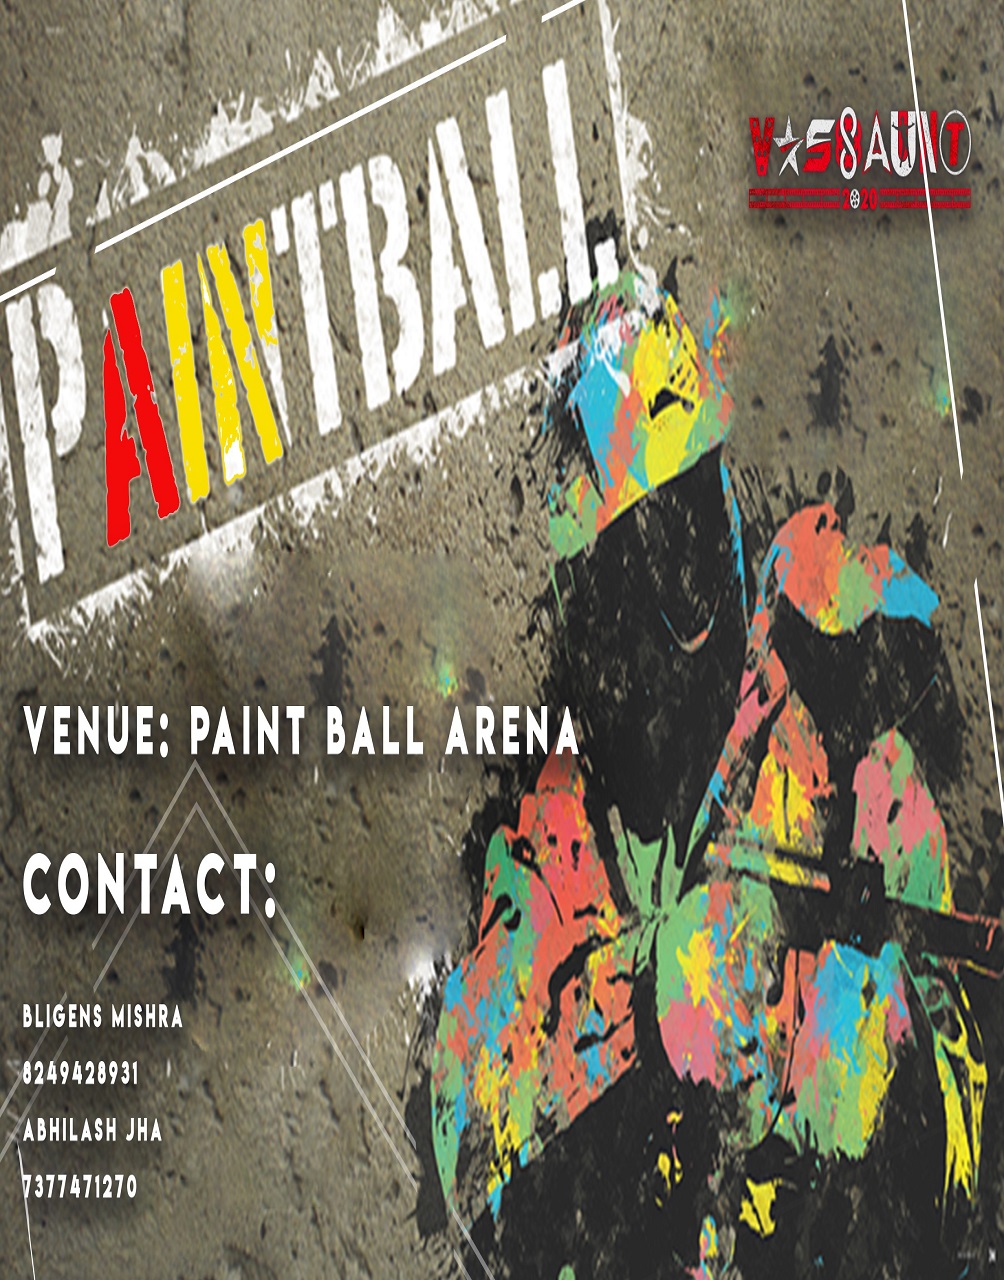 PAINTBALL
VASSAUNT
2020
VENUE: PAINT BALL ARENA
CONTACT:
BLIGENS MISHRA
8249428931
ABHILASH JHA
7377471270